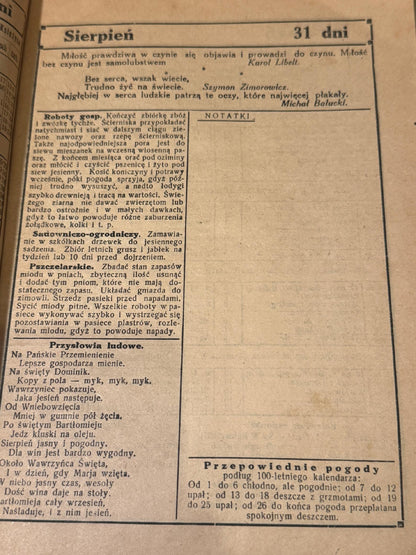 ni
Sierpień 31 dni
Miłość prawdziwa w czynie się objawia i prowadzi do czynu. Miłość
bez czynu jest samolubstwem Karol Libelt.
Bez serca, wszak wiecie,
Trudno żyć na świecie. Szymon Zimorowicz.
Najgłębiej w serca ludzkie patrzą te oczy, które najwięcej płakały.
Michał Bałucki.
Roboty gosp. Kończyć zbiórkę zbóż
i zwózkę tychże. Ścierniska przyorykładać
natychmiast i siać w dalszym ciągu zie-
lone nawozy oraz rzepę ścierniskową.
Także najodpowiedniejsza pora jest do
siewu mieszanek na wczesną wiosenną pa-
szę. Z końcem miesiąca orać pod oziminy
oraz młócić i czyścić pszenicę i żyto pod
siew jesienny. Kosić koniczyny i potrawy
wcześnie, póki pogoda sprzyja, gdyż póź-
niej trudno wysuszyć, a nadto łodygi
szybko drewnieją i tracą na wartości. Świe-
żego ziarna nie dawać zwierzętom lub
bardzo ostrożnie i w małych dawkach,
gdyż to łatwo powoduje różne zaburzenia
żołądkowe, kolki i t. p.
Sadowniczo-ogrodniczy. Zamawia-
nie w szkółkach drzewek do jesiennego
sadzenia. Zbiór letnich grusz i jabłek na
tydzień lub 10 dni przed dojrzeniem.
Pszczelarskie. Zbadać stan zapasów
miodu w pniach, zbyteczną ilość usunąć
i dodać tym pniom, które nie mają do-
statecznego zapasu. Układać gniazda do
zimowli. Strzedz pasieki przed napadami.
Sycić miody pitne. Wszelkie roboty w pa-
siece wykonywać szybko i wystrzegać się
pozostawiania w pasiece plastrów, rozle-
wania miodu, gdyż to powoduje napady.
Przysłowia ludowe.
Na Pańskie Przemienienie
Lepsze gospodarza mienie.
Na święty Dominik.
Kopy z pola — myk, myk, myk.
Wawrzyniec pokazuje,
Jaka jesień następuje.
Od Wniebowzięcia
Mniej w gumnie pół żęcia.
Po świętym Bartłomieju
Jedz kluski na oleju.
Sierpień jasny i pogodny,
Dla win jest bardzo wygodny.
Około Wawrzyńca Święta,
I w dzień, gdy Marja wzięta,
W niebo jasny czas, wesoły
Dość wina daje na stoły.
Bartłomieja cały wrzesień,
Naśladuje, i z nim jesień.
NOTATKI
Przepowiednie pogody
podług 100-letniego kalendarza:
Od 1 do 6 chłodno, ale pogodnie; od 7 do 12
upał; od 13 do 18 deszcze z grzmotami; od 19
do 25 upał; od 26 do końca pogoda przeplatana
spokojnym deszczem.